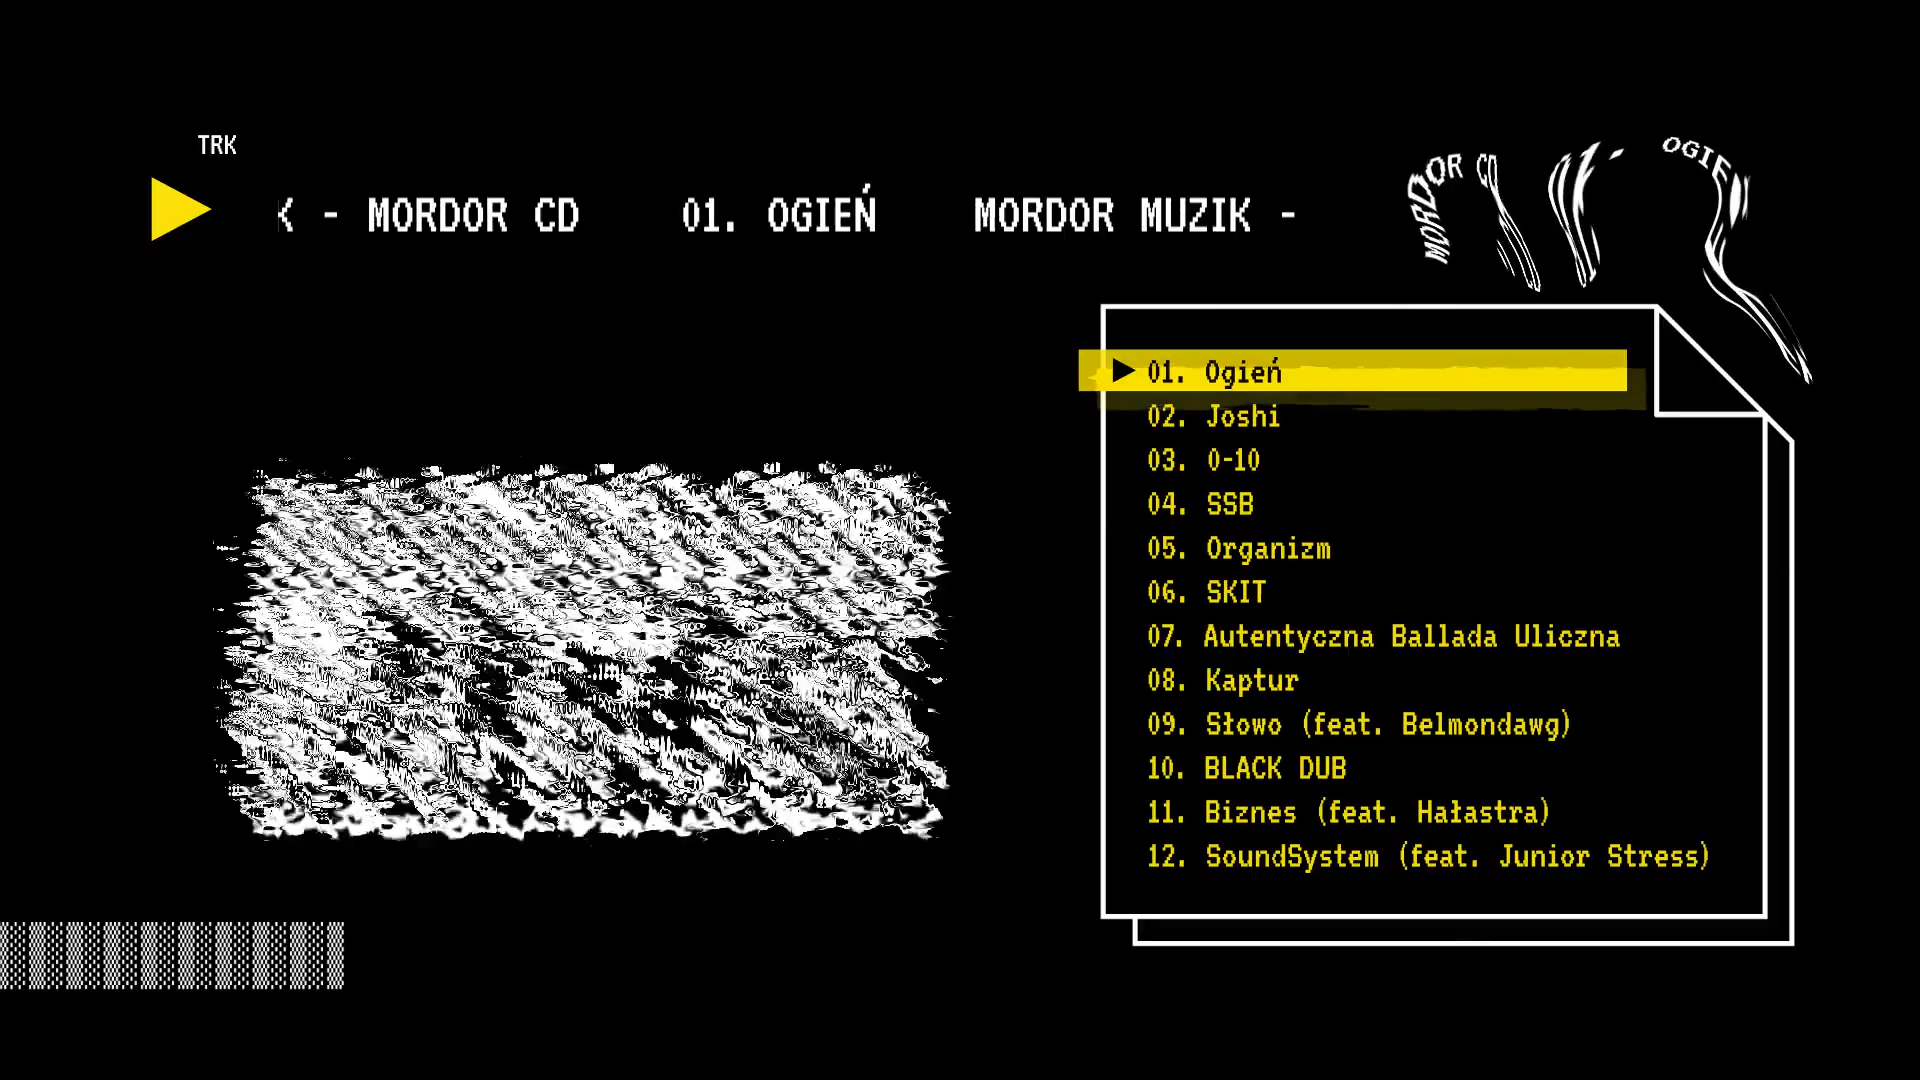 TRK
K - MORDOR CD 01. OGIEŃ MORDOR MUZIK -
MORDOR CD
OGIE
01. Ogień
02. Joshi
03. 0-10
04. SSB
05. Organizm
06. SKIT
07. Autentyczna Ballada Uliczna
08. Kaptur
09. Słowo (feat. Belmondawg)
10. BLACK DUB
11. Biznes (feat. Hałastra)
12. SoundSystem (feat. Junior Stress)